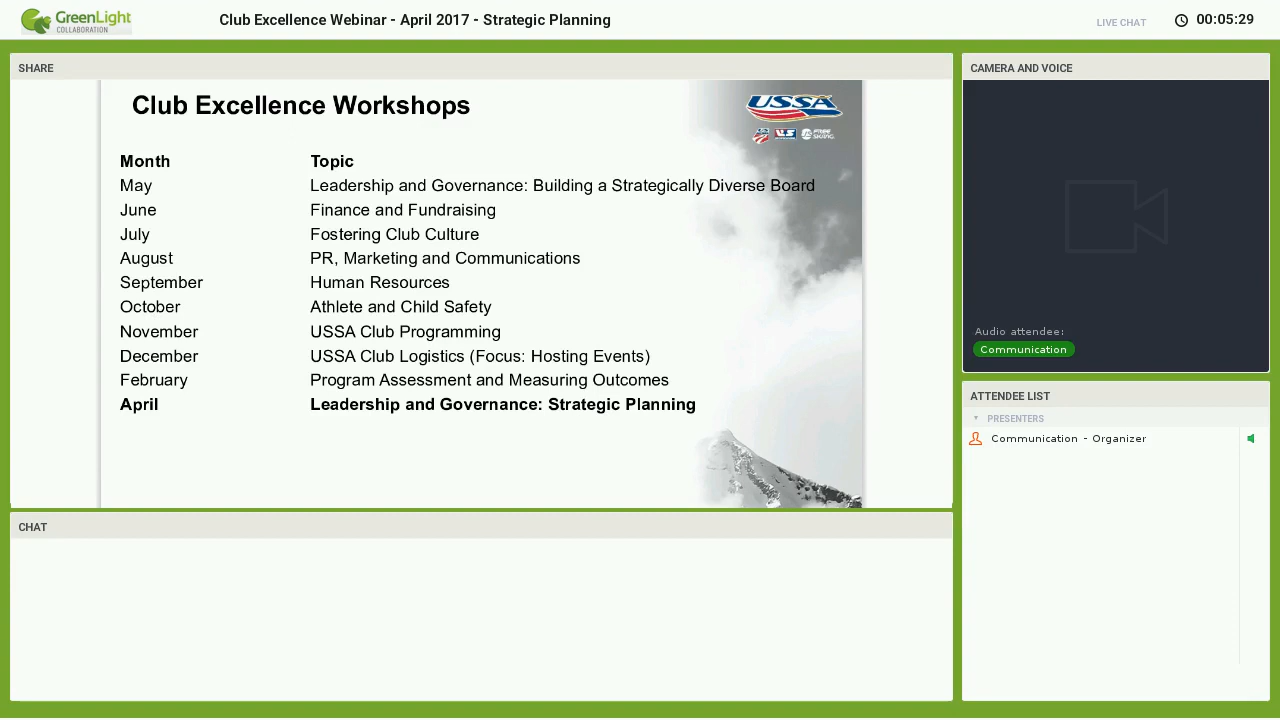 GreenLight
COLLABORATION
Club Excellence Webinar - April 2017 - Strategic Planning
LIVE CHAT
00:05:29
SHARE
Club Excellence Workshops
USSA
Month Topic
May Leadership and Governance: Building a Strategically Diverse Board
June Finance and Fundraising
July Fostering Club Culture
August PR, Marketing and Communications
September Human Resources
October Athlete and Child Safety
November USSA Club Programming
December USSA Club Logistics (Focus: Hosting Events)
February Program Assessment and Measuring Outcomes
April Leadership and Governance: Strategic Planning
CHAT
CAMERA AND VOICE
Audio attendee:
Communication
ATTENDEE LIST
PRESENTERS
Communication - Organizer